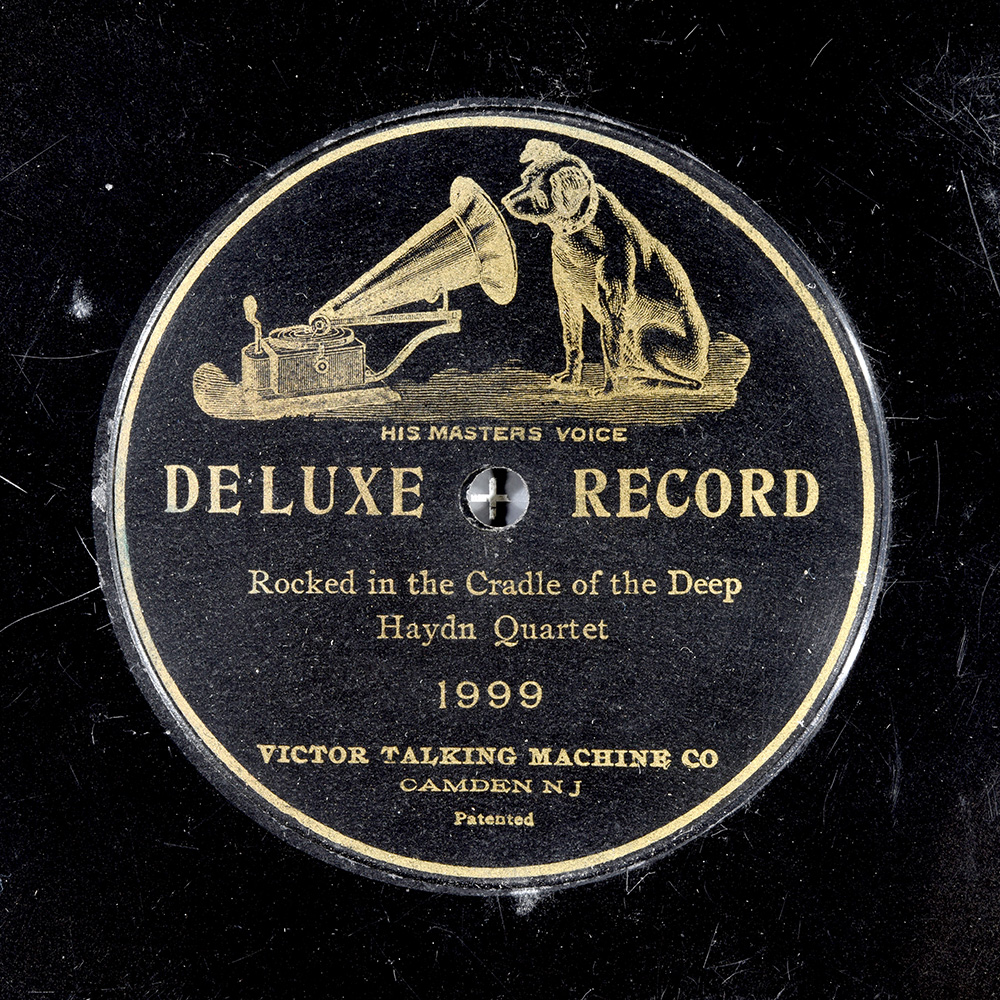 HIS MASTERS VOICE
DE LUXE RECORD
Rocked in the Cradle of the Deep
Haydn Quartet
1999
VICTOR TALKING MACHINE CO
CAMDEN N J
Patented